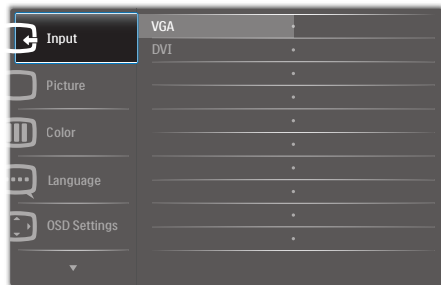 Input
VGA
DVI
Picture
Color
Language
OSD Settings